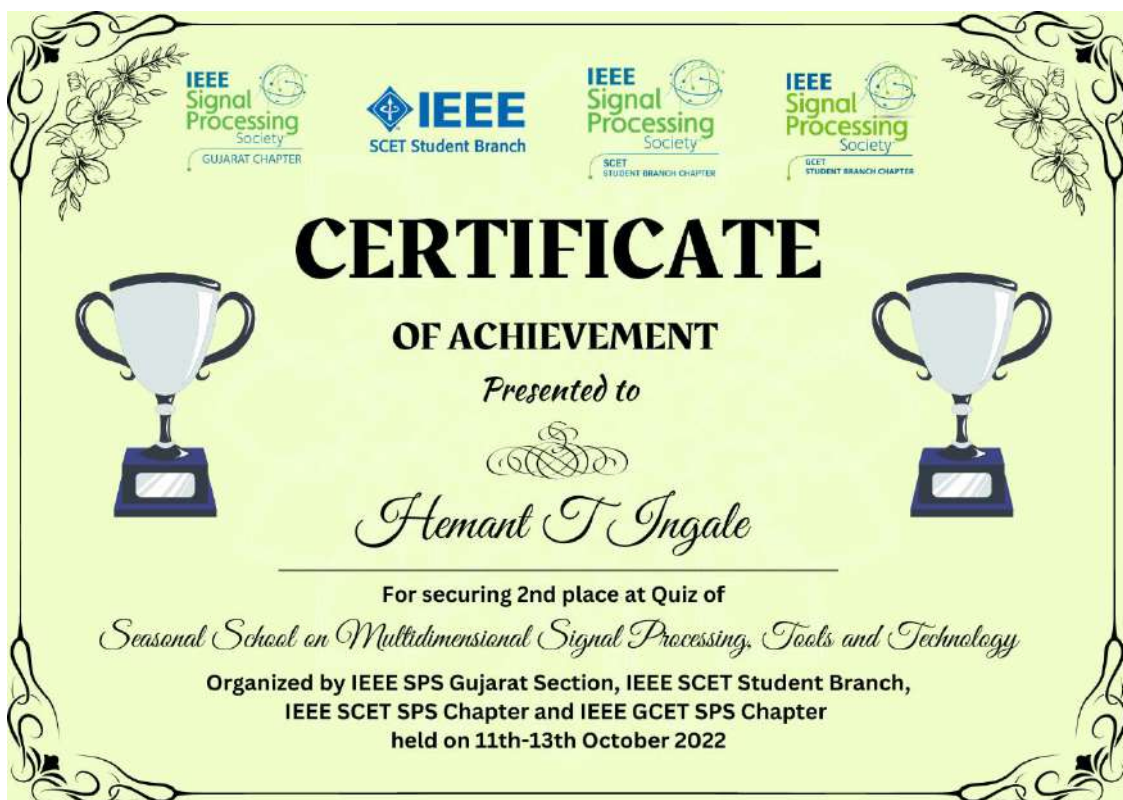 IEEE
Signal
Processing
Society
GUJARAT CHAPTER
IEEE
SCET Student Branch
IEEE
Signal
Processing
Society
SCET
STUDENT BRANCH CHAPTER
IEEE
Signal
Processing
Society
GCET
STUDENT BRANCH CHAPTER
CERTIFICATE
OF ACHIEVEMENT
Presented to
Hemant T Ingale
For securing 2nd place at Quiz of
Seasonal School on Multidimensional Signal Processing, Tools and Technology
Organized by IEEE SPS Gujarat Section, IEEE SCET Student Branch,
IEEE SCET SPS Chapter and IEEE GCET SPS Chapter
held on 11th-13th October 2022